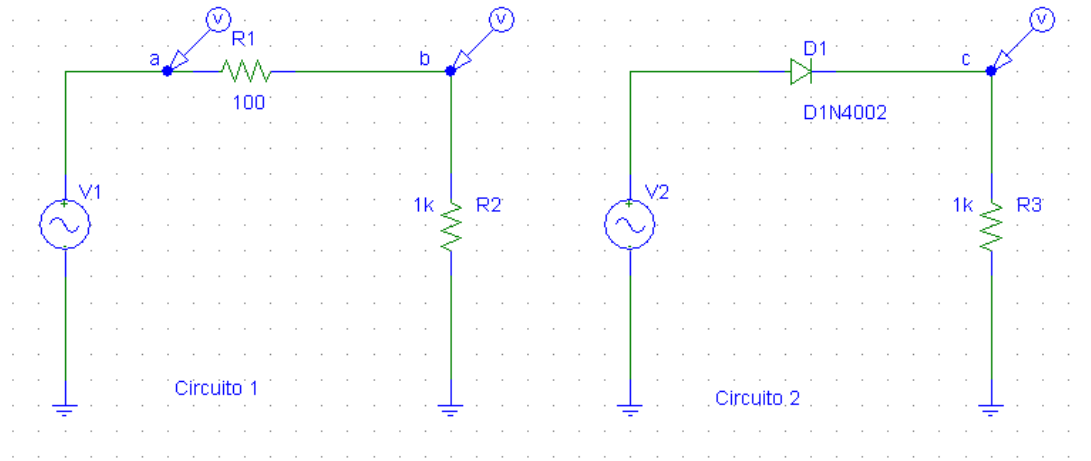 V
R1
a
b
100
V1
1k
R2
Circuito 1
V
V
D1
c
D1N4002
V2
1k
R3
Circuito 2